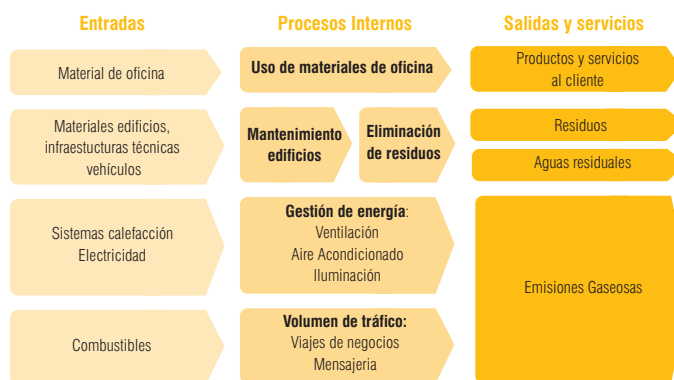 Entradas
Procesos Internos
Salidas y servicios
Material de oficina
Uso de materiales de oficina
Productos y servicios
al cliente
Materiales edificios,
infraestucturas técnicas
vehículos
Mantenimiento
edificios
Eliminación
de residuos
Residuos
Aguas residuales
Sistemas calefacción
Electricidad
Gestión de energía:
Ventilación
Aire Acondicionado
Iluminación
Emisiones Gaseosas
Combustibles
Volumen de tráfico:
Viajes de negocios
Mensajeria